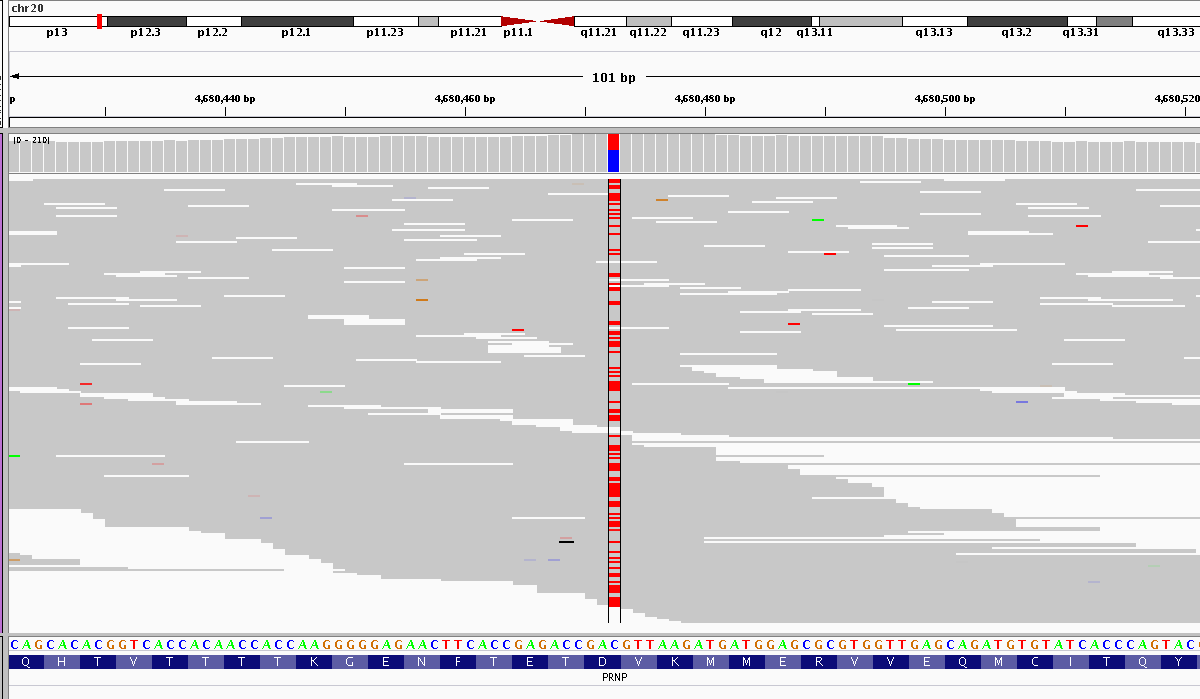 chr20
p13 p12.3 p12.2 p12.1 p11.23 p11.21 p11.1 q11.21 q11.22 q11.23 q12 q13.11 q13.13 q13.2 q13.31 q13.33
101 bp
p 4,680,440 bp 4,680,460 bp 4,680,480 bp 4,680,500 bp 4,680,520
[0 - 210]
CAGCACACGGTCACCACAACCACCAAGGGGGAGAACTTCACCGAGACCGACGTTAAGATGATGGAGCGCGTGGTTGAGCAGATGTGTATCACCCAGTAC
Q H T V T T T T K G E N F T E T D V K M M E R V V E Q M C I T Q Y
PRNP